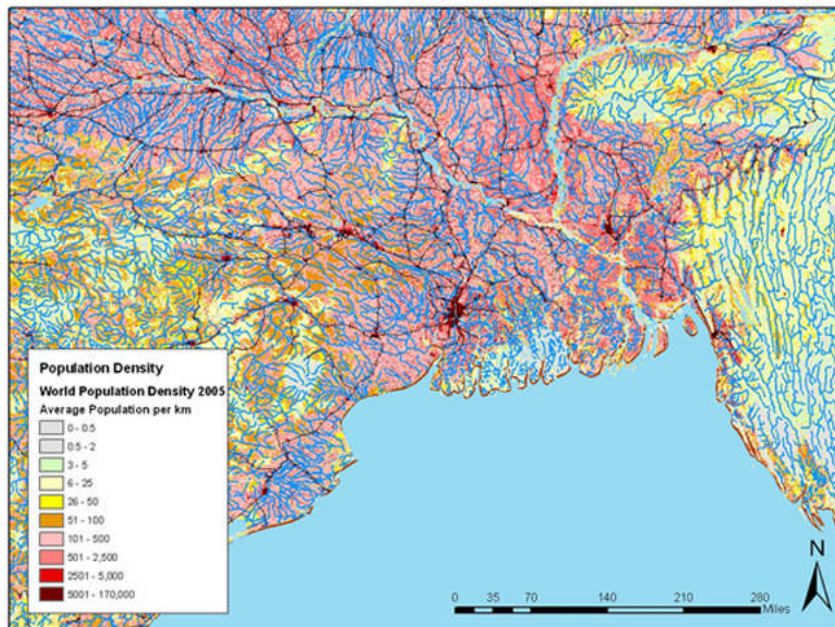 Population Density
World Population Density 2005
Average Population per km
0 - 0.5
0.5 - 2
3 - 5
6 - 25
26 - 50
51 - 100
101 - 500
501 - 2,500
2501 - 5,000
5001 - 170,000
N
0 35 70 140 210 280
Miles